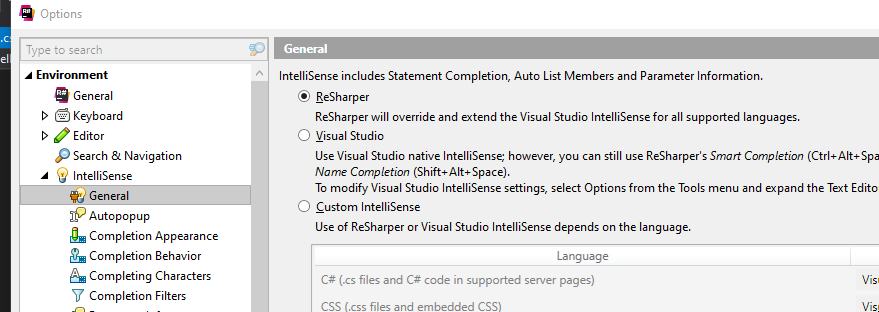 Options
.cs
ell
Type to search
General
Environment
IntelliSense includes Statement Completion, Auto List Members and Parameter Information.
R# General
ReSharper
Keyboard
ReSharper will override and extend the Visual Studio IntelliSense for all supported languages.
Editor
Visual Studio
Search & Navigation
Use Visual Studio native IntelliSense; however, you can still use ReSharper's Smart Completion (Ctrl+Alt+Spa
IntelliSense
Name Completion (Shift+Alt+Space).
General
To modify Visual Studio IntelliSense settings, select Options from the Tools menu and expand the Text Editor
Autopopup
Custom IntelliSense
Completion Appearance
Use of ReSharper or Visual Studio IntelliSense depends on the language.
Completion Behavior
Language
Completing Characters
C# (.cs files and C# code in supported server pages)
Visu
Completion Filters
CSS (.css files and embedded CSS)
Visu